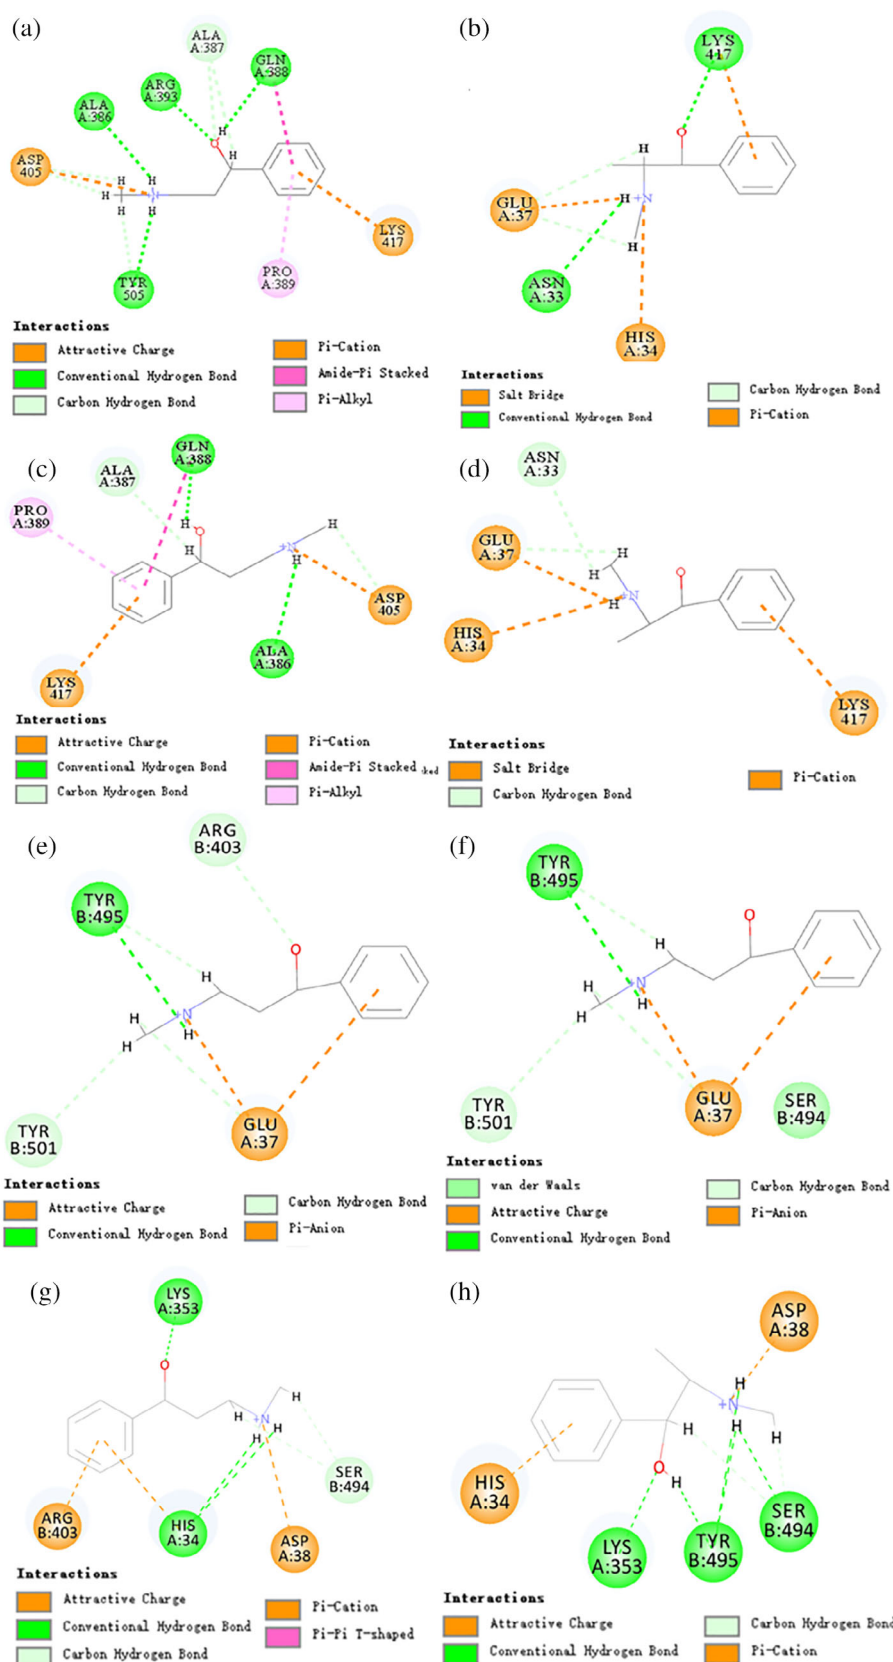 (a)
ALA
A:387
GLN
A:388
ARG
A:393
ALA
A:386
ASP
405
H
O
H
H
H
+N
H
H
H
TYR
505
PRO
A:389
LYS
417
Interactions
Attractive Charge
Conventional Hydrogen Bond
Carbon Hydrogen Bond
Pi-Cation
Amide-Pi Stacked
Pi-Alkyl
(b)
LYS
417
O
H
H
+N
H
GLU
A:37
ASN
A:33
HIS
A:34
Interactions
Salt Bridge
Conventional Hydrogen Bond
Carbon Hydrogen Bond
Pi-Cation
(c)
GLN
A:388
ALA
A:387
PRO
A:389
H
O
H
+N
H
H
ASP
405
ALA
A:386
LYS
417
Interactions
Attractive Charge
Conventional Hydrogen Bond
Carbon Hydrogen Bond
Pi-Cation
Amide-Pi Stacked
Pi-Alkyl
(d)
ASN
A:33
GLU
A:37
H
H
O
H
+N
HIS
A:34
LYS
417
Interactions
Salt Bridge
Carbon Hydrogen Bond
Pi-Cation
(e)
ARG
B:403
TYR
B:495
O
H
H
+N
H
H
TYR
B:501
GLU
A:37
Interactions
Attractive Charge
Conventional Hydrogen Bond
Carbon Hydrogen Bond
Pi-Anion
(f)
TYR
B:495
O
H
H
+N
H
H
TYR
B:501
GLU
A:37
SER
B:494
Interactions
van der Waals
Attractive Charge
Conventional Hydrogen Bond
Carbon Hydrogen Bond
Pi-Anion
(g)
LYS
A:353
O
H
H
+N
H
H
SER
B:494
ARG
B:403
HIS
A:34
ASP
A:38
Interactions
Attractive Charge
Conventional Hydrogen Bond
Carbon Hydrogen Bond
Pi-Cation
Pi-Pi T-shaped
(h)
ASP
A:38
H
+N
H
H
H
O
H
HIS
A:34
LYS
A:353
TYR
B:495
SER
B:494
Interactions
Attractive Charge
Conventional Hydrogen Bond
Carbon Hydrogen Bond
Pi-Cation